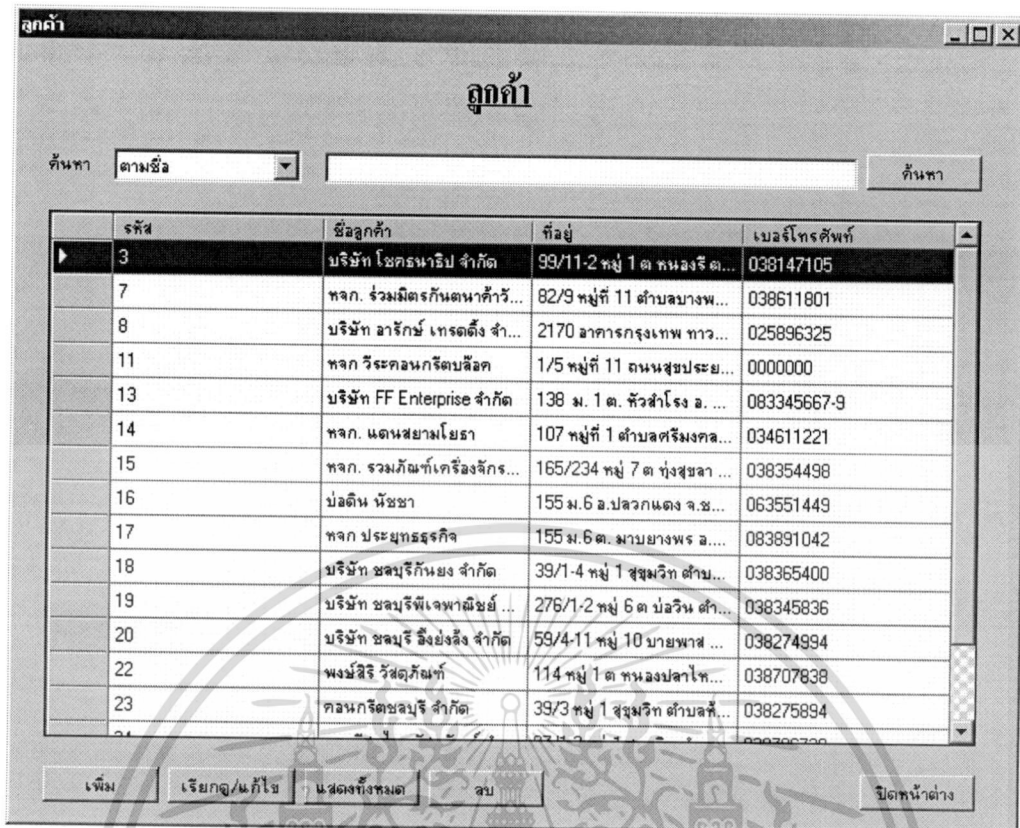 ลูกค้า
ลูกค้า
ค้นหา ตามชื่อ ค้นหา
รหัส ชื่อลูกค้า ที่อยู่ เบอร์โทรศัพท์
3 บริษัท โชคธนาธิป จำกัด 99/11-2 หมู่ 1 ต หนองรี ต... 038147105
7 หจก. ร่วมมิตรกันตนาค้าวั... 82/9 หมู่ที่ 11 ตำบลบางพ... 038611801
8 บริษัท อารักษ์ เทรดดิ้ง จำ... 2170 อาคารกรุงเทพ ทาว... 025896325
11 หจก วีระคอนกรีตบล๊อค 1/5 หมู่ที่ 11 ถนนสุขประย... 0000000
13 บริษัท FF Enterprise จำกัด 138 ม. 1 ต. หัวสำโรง อ. ... 083345667-9
14 หจก. แดนสยามโยธา 107 หมู่ที่ 1 ตำบลศรีมงคล... 034611221
15 หจก. รวมภัณฑ์เครื่องจักร... 165/234 หมู่ 7 ต ทุ่งสุขลา 038354498
16 บ่อดิน นัชชา 155 ม.6 อ.ปลวกแดง จ.ช... 063551449
17 หจก ประยุทธธุรกิจ 155 ม.6 ต. มาบยางพร อ.... 083891042
18 บริษัท ชลบุรีกันยง จำกัด 39/1-4 หมู่ 1 สุขุมวิท ตำบ... 038365400
19 บริษัท ชลบุรีพีเจพาณิชย์ ... 276/1-2 หมู่ 6 ต บ่อวิน ตำ... 038345836
20 บริษัท ชลบุรี อึ้งย่งล้ง จำกัด 59/4-11 หมู่ 10 บายพาส ... 038274994
22 พงษ์สิริ วัสดุภัณฑ์ 114 หมู่ 1 ต หนองปลาไห... 038707838
23 คอนกรีตชลบุรี จำกัด 39/3 หมู่ 1 สุขุมวิท ตำบลห้... 038275894
เพิ่ม เรียกดู/แก้ไข แสดงทั้งหมด ลบ ปิดหน้าต่าง